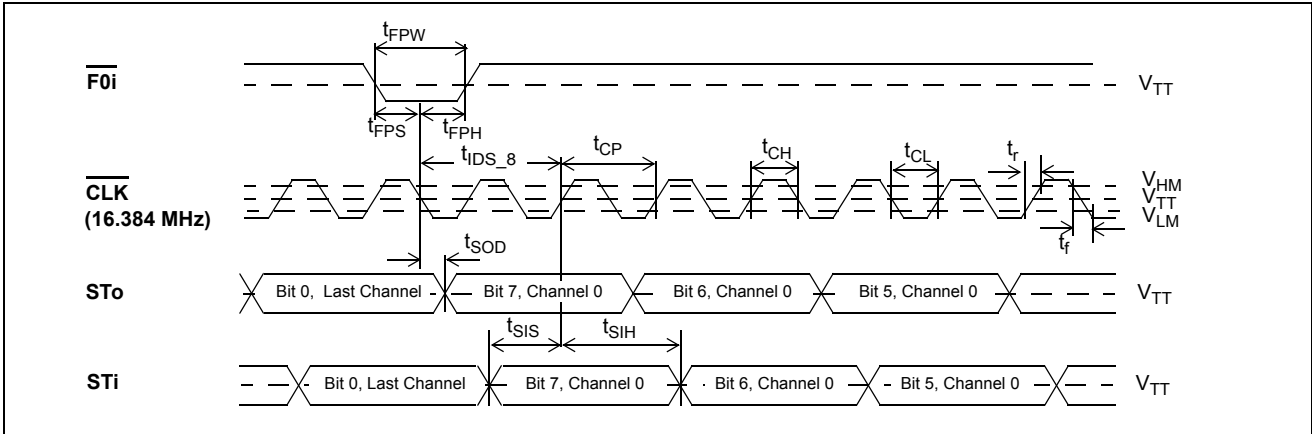 tFPW
F0i
VTT
tFPS
tFPH
tIDS_8
tCP
tCH
tCL
tr
CLK
(16.384 MHz)
VHM
VTT
VLM
tf
tSOD
STo
Bit 0, Last Channel
Bit 7, Channel 0
Bit 6, Channel 0
Bit 5, Channel 0
VTT
tSIS
tSIH
STi
Bit 0, Last Channel
Bit 7, Channel 0
Bit 6, Channel 0
Bit 5, Channel 0
VTT